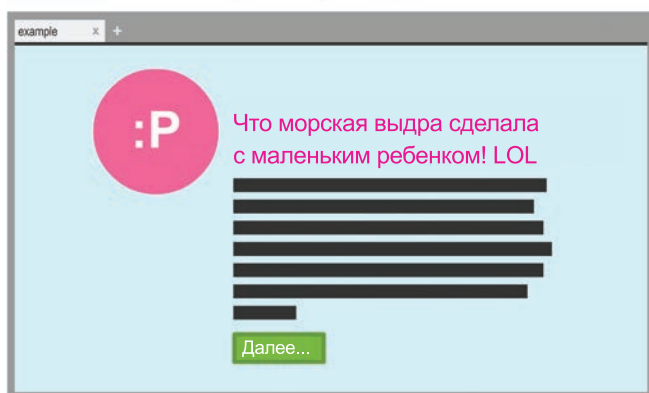 example x +
:P
Что морская выдра сделала
с маленьким ребенком! LOL
Далее...